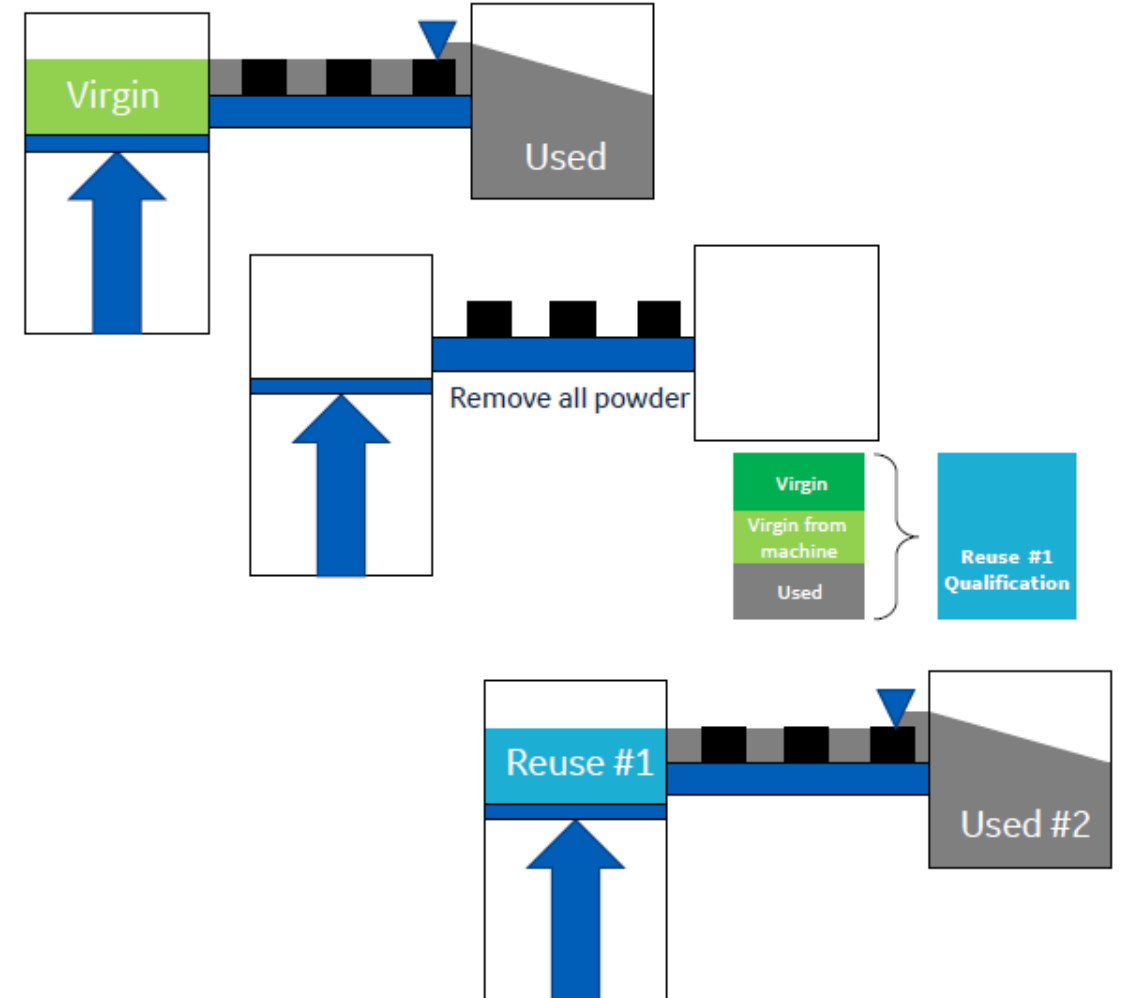 Virgin
Used
Remove all powder
Virgin
Virgin from
machine
Used
Reuse #1
Qualification
Reuse #1
Used #2